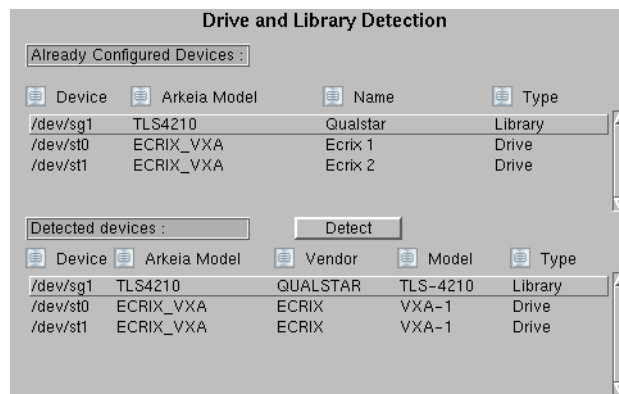 Drive and Library Detection
Already Configured Devices :
Device Arkeia Model Name Type
/dev/sg1 TLS4210 Qualstar Library
/dev/st0 ECRIX_VXA Ecrix 1 Drive
/dev/st1 ECRIX_VXA Ecrix 2 Drive
Detected devices : Detect
Device Arkeia Model Vendor Model Type
/dev/sg1 TLS4210 QUALSTAR TLS-4210 Library
/dev/st0 ECRIX_VXA ECRIX VXA-1 Drive
/dev/st1 ECRIX_VXA ECRIX VXA-1 Drive